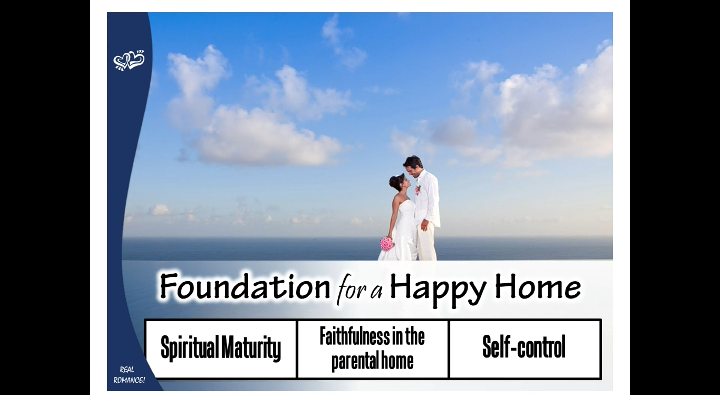 Foundation for a Happy Home
Spiritual Maturity
Faithfulness in the
parental home
Self-control
REAL
ROMANCE!